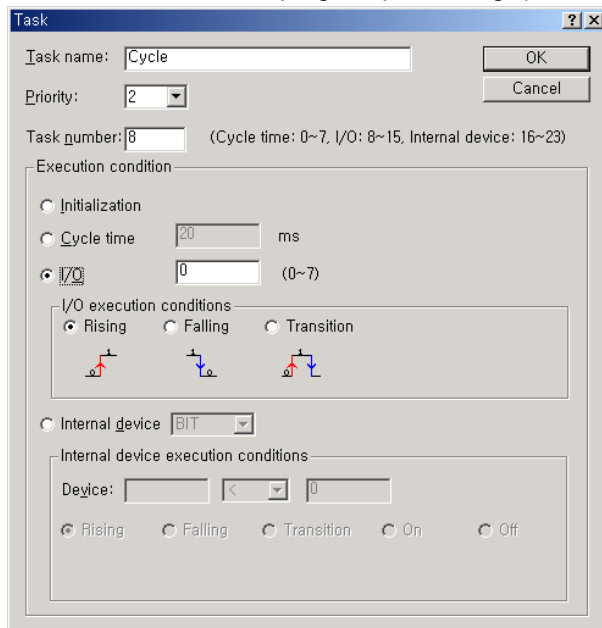 Task
Task name: Cycle OK
Priority: 2 Cancel
Task number: 8 (Cycle time: 0~7, I/O: 8~15, Internal device: 16~23)
Execution condition
Initialization
Cycle time 20 ms
I/O 0 (0~7)
I/O execution conditions
Rising Falling Transition
0 1 1 0 0 1
Internal device BIT
Internal device execution conditions
Device: < 0
Rising Falling Transition On Off